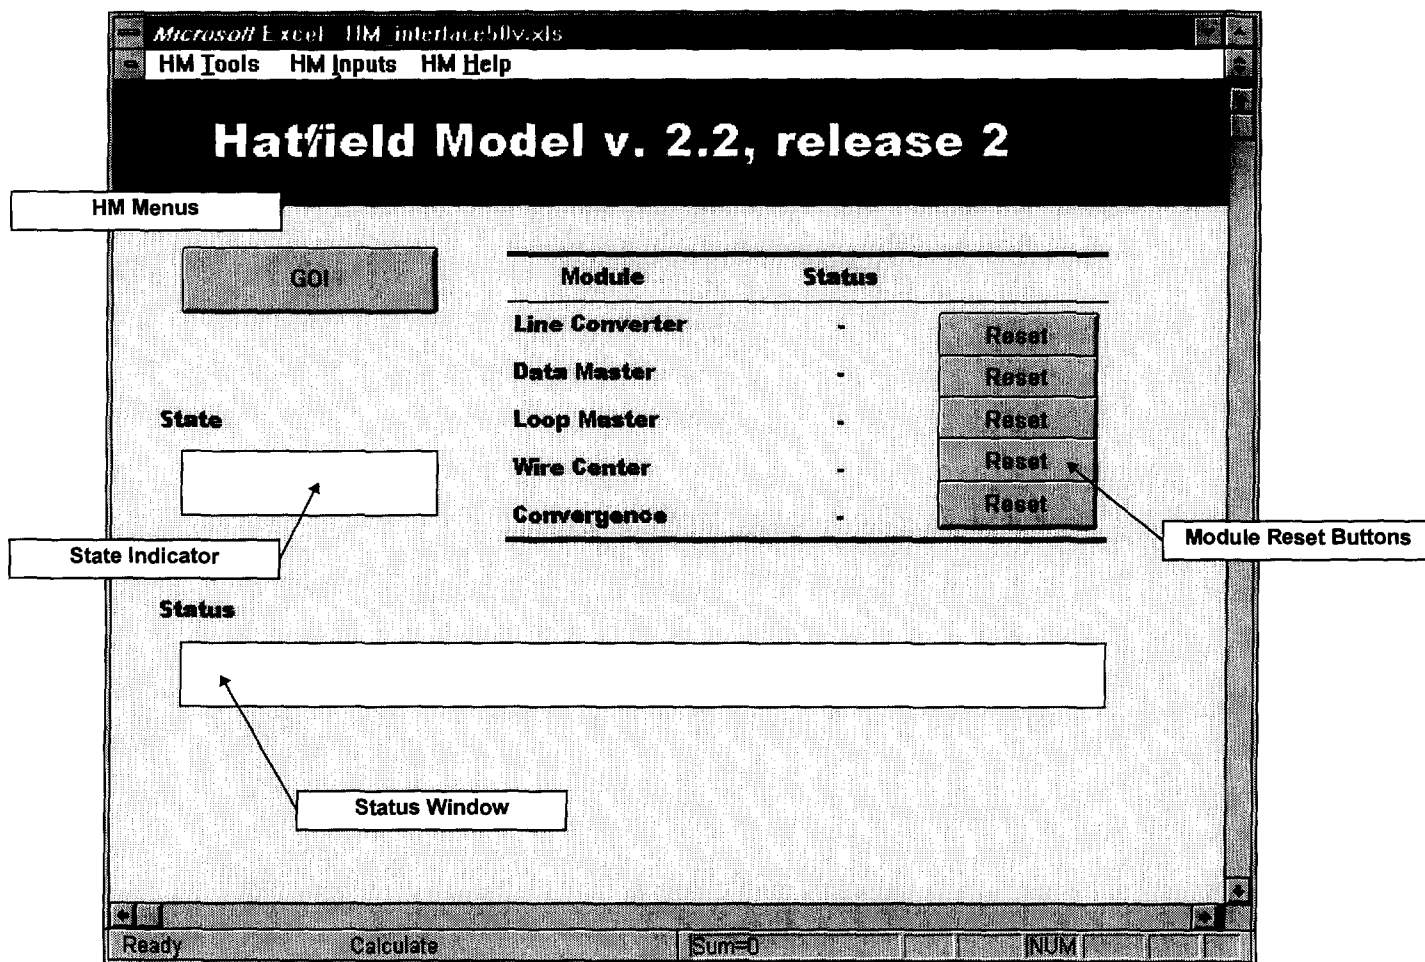 Microsoft Excel - HM_interface50v.xls
HM Tools HM Inputs HM Help
Hatfield Model v. 2.2, release 2
HM Menus
GO!
Module Status
Line Converter - Reset
Data Master - Reset
State
Loop Master - Reset
Wire Center - Reset
Convergence - Reset
State Indicator
Module Reset Buttons
Status
Status Window
Ready Calculate Sum=0 NUM